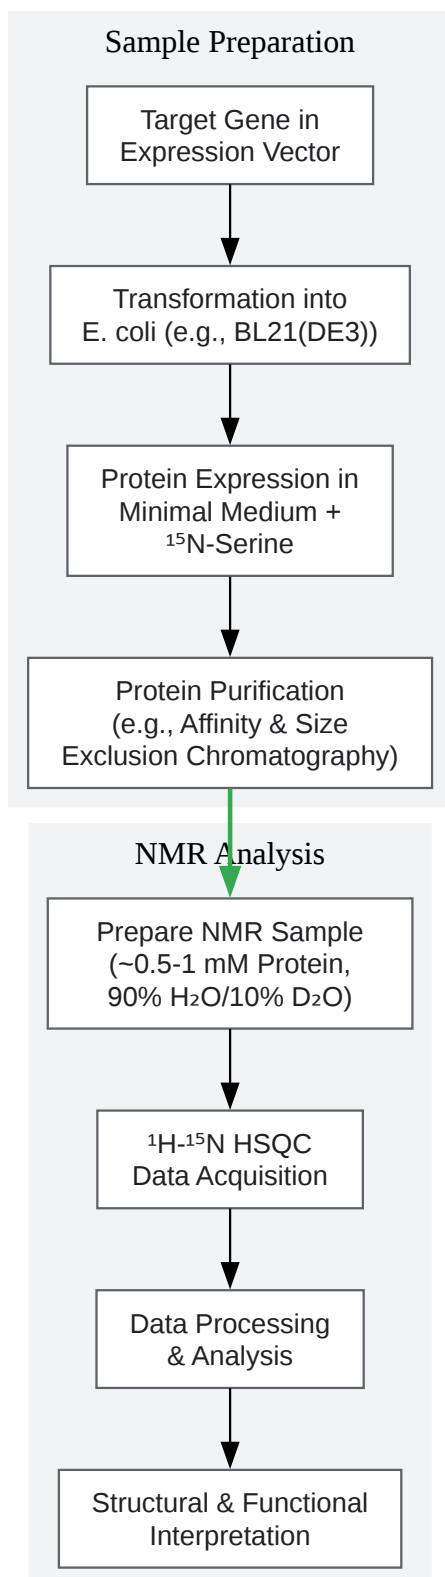 Sample Preparation
Target Gene in
Expression Vector
Transformation into
E. coli (e.g., BL21(DE3))
Protein Expression in
Minimal Medium +
¹⁵N-Serine
Protein Purification
(e.g., Affinity & Size
Exclusion Chromatography)
NMR Analysis
Prepare NMR Sample
(~0.5-1 mM Protein,
90% H₂O/10% D₂O)
¹H-¹⁵N HSQC
Data Acquisition
Data Processing
& Analysis
Structural & Functional
Interpretation